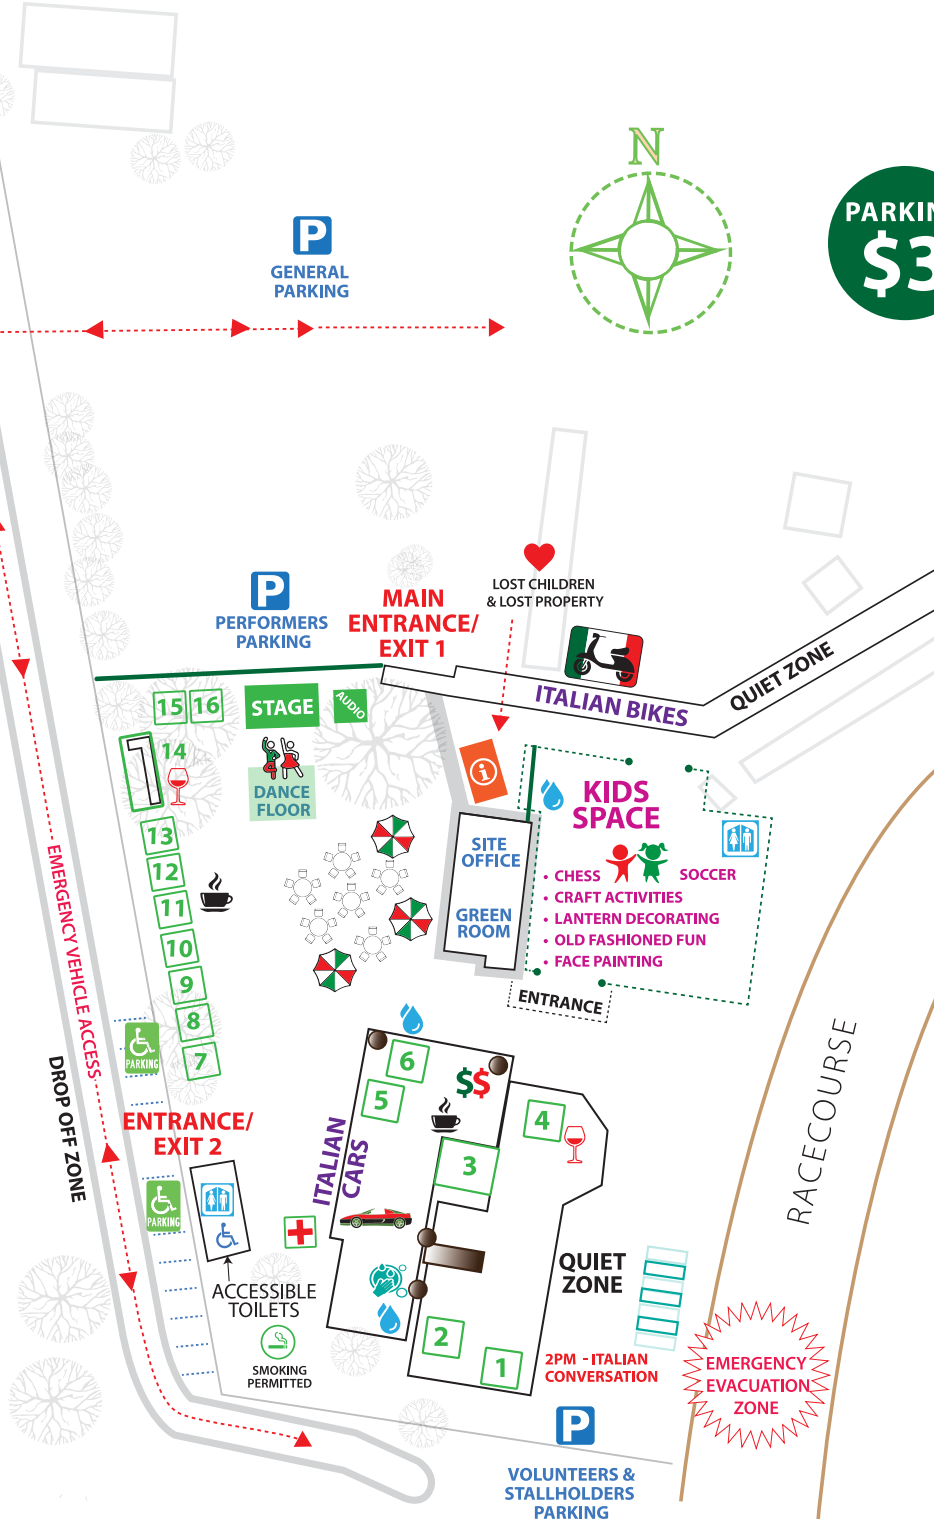 N
P
GENERAL
PARKING
$3
P
PERFORMERS
PARKING
MAIN
ENTRANCE/
EXIT 1
LOST CHILDREN
& LOST PROPERTY
ITALIAN BIKES
QUIET ZONE
15
16
STAGE
AUDIO
14
DANCE
FLOOR
i
KIDS
SPACE
• CHESS
SOCCER
• CRAFT ACTIVITIES
• LANTERN DECORATING
• OLD FASHIONED FUN
• FACE PAINTING
SITE
OFFICE
GREEN
ROOM
ENTRANCE
13
12
11
10
9
8
7
EMERGENCY VEHICLE ACCESS
DROP OFF ZONE
PARKING
ENTRANCE/
EXIT 2
PARKING
6
5
$$
4
3
ITALIAN
CARS
2
1
ACCESSIBLE
TOILETS
SMOKING
PERMITTED
QUIET
ZONE
2PM - ITALIAN
CONVERSATION
RACECOURSE
EMERGENCY
EVACUATION
ZONE
P
VOLUNTEERS &
STALLHOLDERS
PARKING